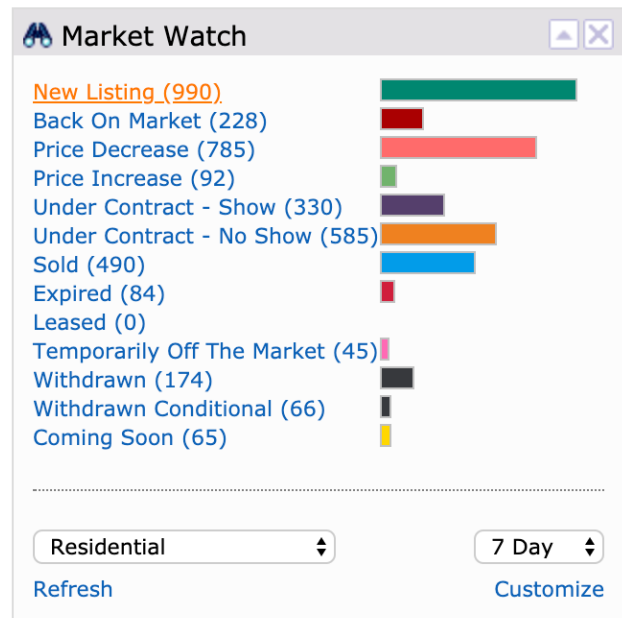 Market Watch
New Listing (990)
Back On Market (228)
Price Decrease (785)
Price Increase (92)
Under Contract - Show (330)
Under Contract - No Show (585)
Sold (490)
Expired (84)
Leased (0)
Temporarily Off The Market (45)
Withdrawn (174)
Withdrawn Conditional (66)
Coming Soon (65)
Residential 7 Day
Refresh Customize